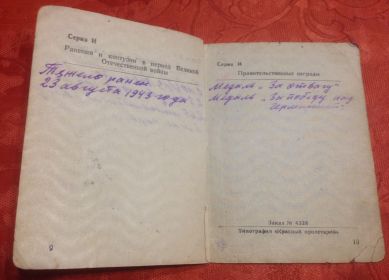 Серия Н
Ранения и контузии в период Великой
Отечественной войны
Тяжело ранен
23 августа 1943 года
9
Серия Н
Правительственные награды
Медаль „За отвагу"
Медаль „За победу над
Германией"
Заказ № 4328
Типография «Красный пролетарий»
10